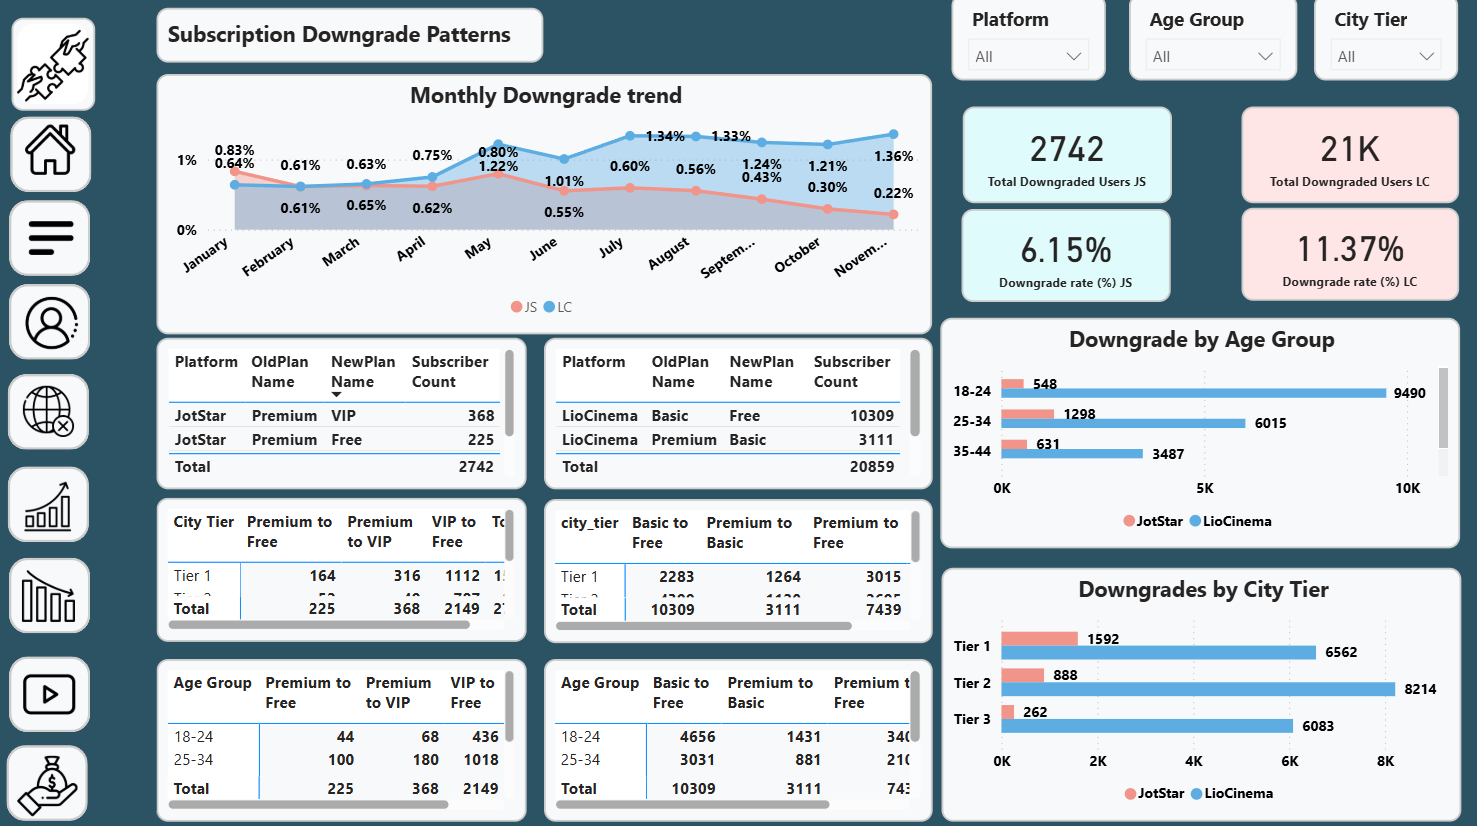 Subscription Downgrade Patterns
Platform
All
Age Group
All
City Tier
All
Monthly Downgrade trend
1%
0%
0.83%
0.64%
0.61%
0.63%
0.75%
0.80%
1.22%
1.01%
1.34%
0.60%
1.33%
0.56%
1.24%
0.43%
1.21%
0.30%
1.36%
0.22%
0.61%
0.65%
0.62%
0.55%
January
February
March
April
May
June
July
August
Septem...
October
Novem...
JS LC
2742
Total Downgraded Users JS
21K
Total Downgraded Users LC
6.15%
Downgrade rate (%) JS
11.37%
Downgrade rate (%) LC
Platform OldPlan Name NewPlan Name Subscriber Count
JotStar Premium VIP 368
JotStar Premium Free 225
Total 2742
Platform OldPlan Name NewPlan Name Subscriber Count
LioCinema Basic Free 10309
LioCinema Premium Basic 3111
Total 20859
Downgrade by Age Group
18-24 548 9490
25-34 1298 6015
35-44 631 3487
0K 5K 10K
JotStar LioCinema
City Tier Premium to Free Premium to VIP VIP to Free
Tier 1 164 316 1112
Total 225 368 2149
city_tier Basic to Free Premium to Basic Premium to Free
Tier 1 2283 1264 3015
Total 10309 3111 7439
Downgrades by City Tier
Tier 1 1592 6562
Tier 2 888 8214
Tier 3 262 6083
0K 2K 4K 6K 8K
JotStar LioCinema
Age Group Premium to Free Premium to VIP VIP to Free
18-24 44 68 436
25-34 100 180 1018
Total 225 368 2149
Age Group Basic to Free Premium to Basic Premium t Free
18-24 4656 1431
25-34 3031 881
Total 10309 3111